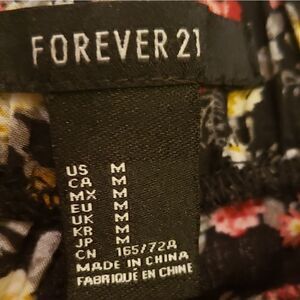 FOREVER 21
US M
CA M
MX M
EU M
UK M
KR M
JP M
CN 165/72A
MADE IN CHINA
FABRIQUÉ EN CHINE